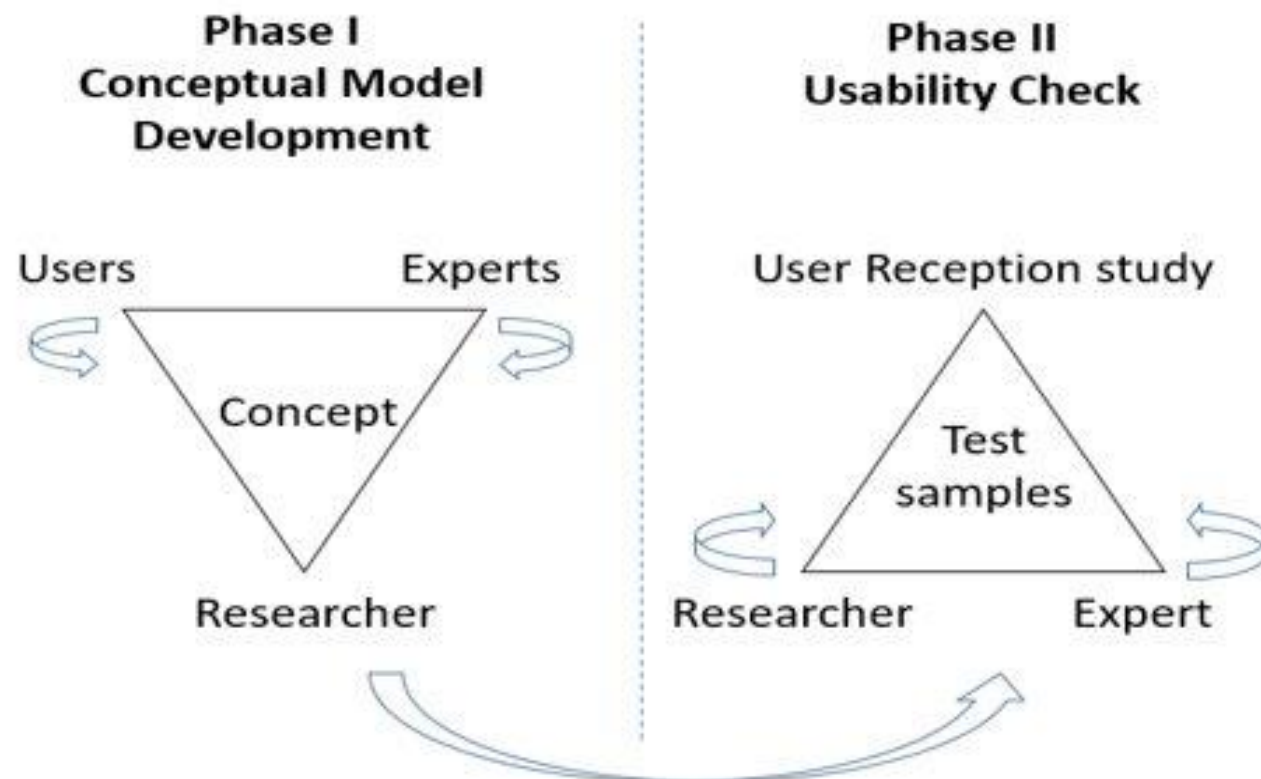 Phase I
Conceptual Model
Development
Users
Experts
Concept
Researcher
Phase II
Usability Check
User Reception study
Test
samples
Researcher
Expert